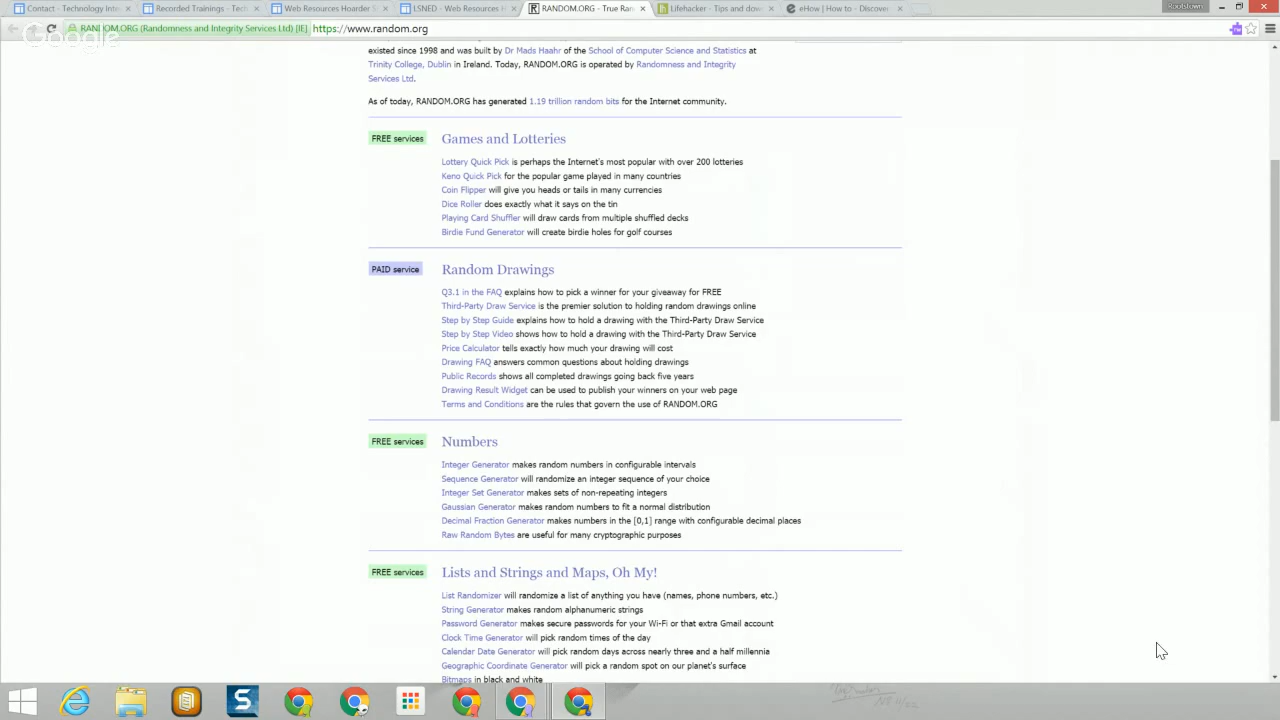 Contact - Technology Inte
Recorded Trainings - Tech
Web Resources Hoarder S
LSNED - Web Resources H
RANDOM.ORG - True Ran
Lifehacker - Tips and dow
eHow | How to - Discover
Rootstown
RANDOM.ORG (Randomness and Integrity Services Ltd) [IE]
https://www.random.org
Google
existed since 1998 and was built by Dr Mads Haahr of the School of Computer Science and Statistics at
Trinity College, Dublin in Ireland. Today, RANDOM.ORG is operated by Randomness and Integrity
Services Ltd.
As of today, RANDOM.ORG has generated 1.19 trillion random bits for the Internet community.
FREE services
Games and Lotteries
Lottery Quick Pick is perhaps the Internet's most popular with over 200 lotteries
Keno Quick Pick for the popular game played in many countries
Coin Flipper will give you heads or tails in many currencies
Dice Roller does exactly what it says on the tin
Playing Card Shuffler will draw cards from multiple shuffled decks
Birdie Fund Generator will create birdie holes for golf courses
PAID service
Random Drawings
Q3.1 in the FAQ explains how to pick a winner for your giveaway for FREE
Third-Party Draw Service is the premier solution to holding random drawings online
Step by Step Guide explains how to hold a drawing with the Third-Party Draw Service
Step by Step Video shows how to hold a drawing with the Third-Party Draw Service
Price Calculator tells exactly how much your drawing will cost
Drawing FAQ answers common questions about holding drawings
Public Records shows all completed drawings going back five years
Drawing Result Widget can be used to publish your winners on your web page
Terms and Conditions are the rules that govern the use of RANDOM.ORG
FREE services
Numbers
Integer Generator makes random numbers in configurable intervals
Sequence Generator will randomize an integer sequence of your choice
Integer Set Generator makes sets of non-repeating integers
Gaussian Generator makes random numbers to fit a normal distribution
Decimal Fraction Generator makes numbers in the [0,1] range with configurable decimal places
Raw Random Bytes are useful for many cryptographic purposes
FREE services
Lists and Strings and Maps, Oh My!
List Randomizer will randomize a list of anything you have (names, phone numbers, etc.)
String Generator makes random alphanumeric strings
Password Generator makes secure passwords for your Wi-Fi or that extra Gmail account
Clock Time Generator will pick random times of the day
Calendar Date Generator will pick random days across nearly three and a half millennia
Geographic Coordinate Generator will pick a random spot on our planet's surface
Bitmaps in black and white